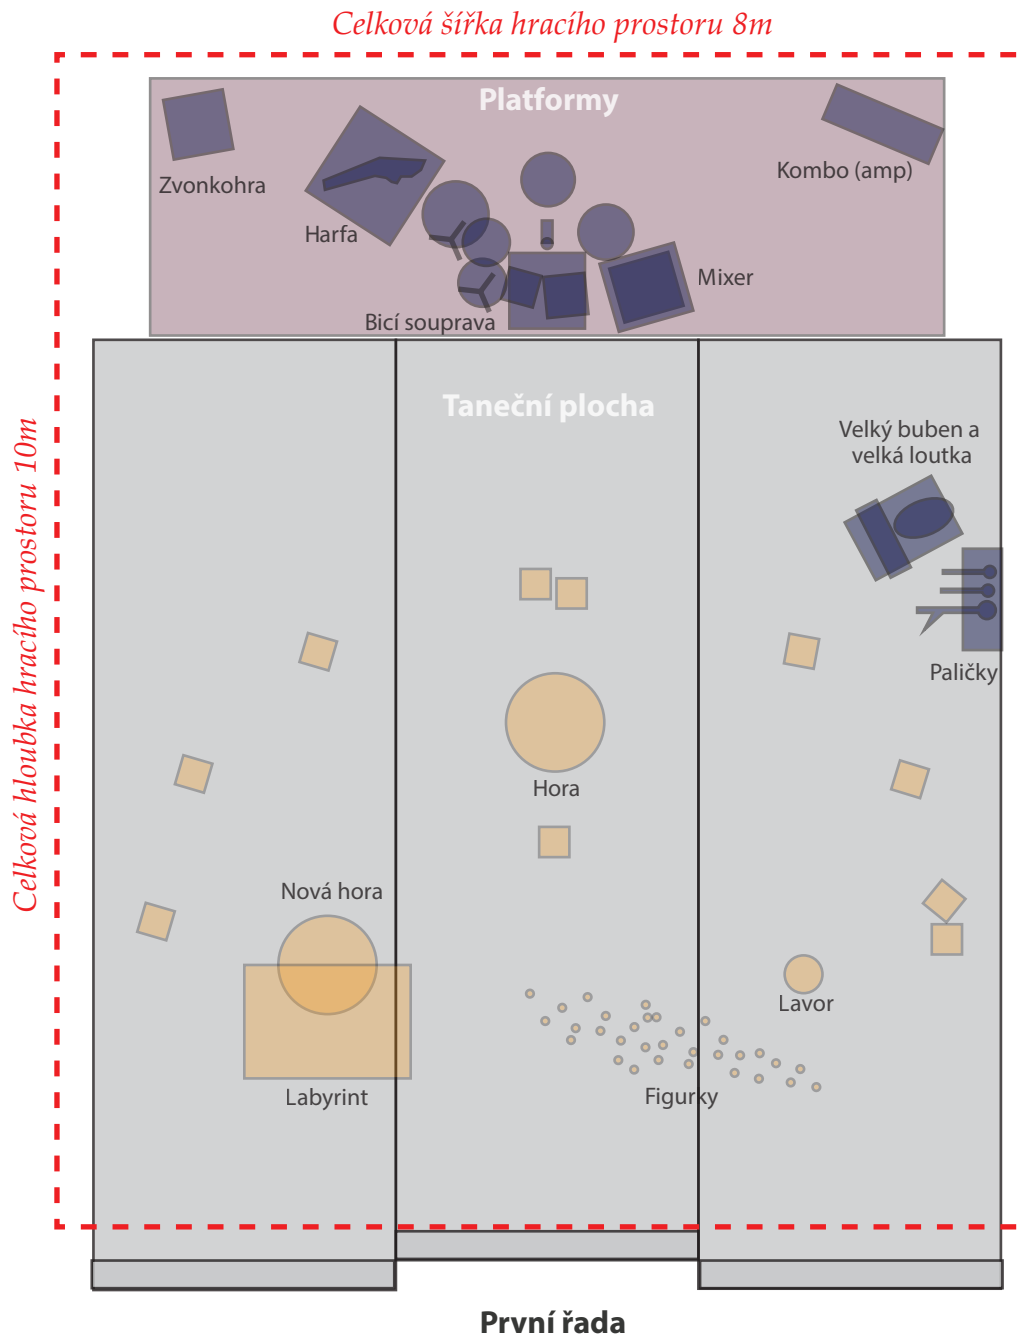 Celková šířka hracího prostoru 8m
Platformy
Zvonkohra
Kombo (amp)
Harfa
Mixer
Bicí souprava
Taneční plocha
Velký buben a
velká loutka
Celková hloubka hracího prostoru 10m
Paličky
Hora
Nová hora
Lavor
Labyrint
Figurky
První řada